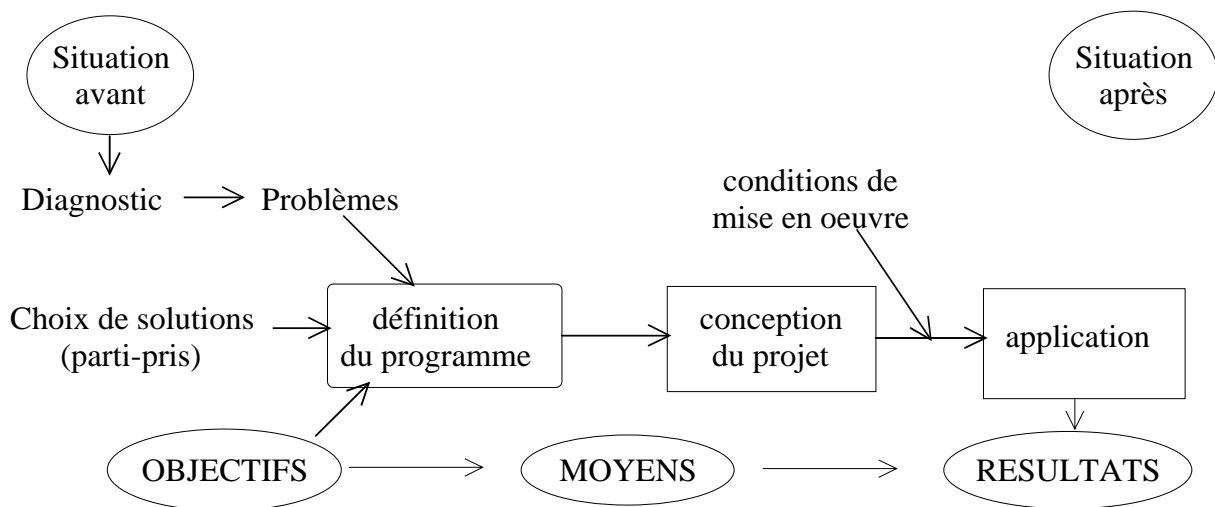 Situation
avant
Situation
après
Diagnostic
Problèmes
conditions de
mise en oeuvre
Choix de solutions
(parti-pris)
définition
du programme
conception
du projet
application
OBJECTIFS
MOYENS
RESULTATS